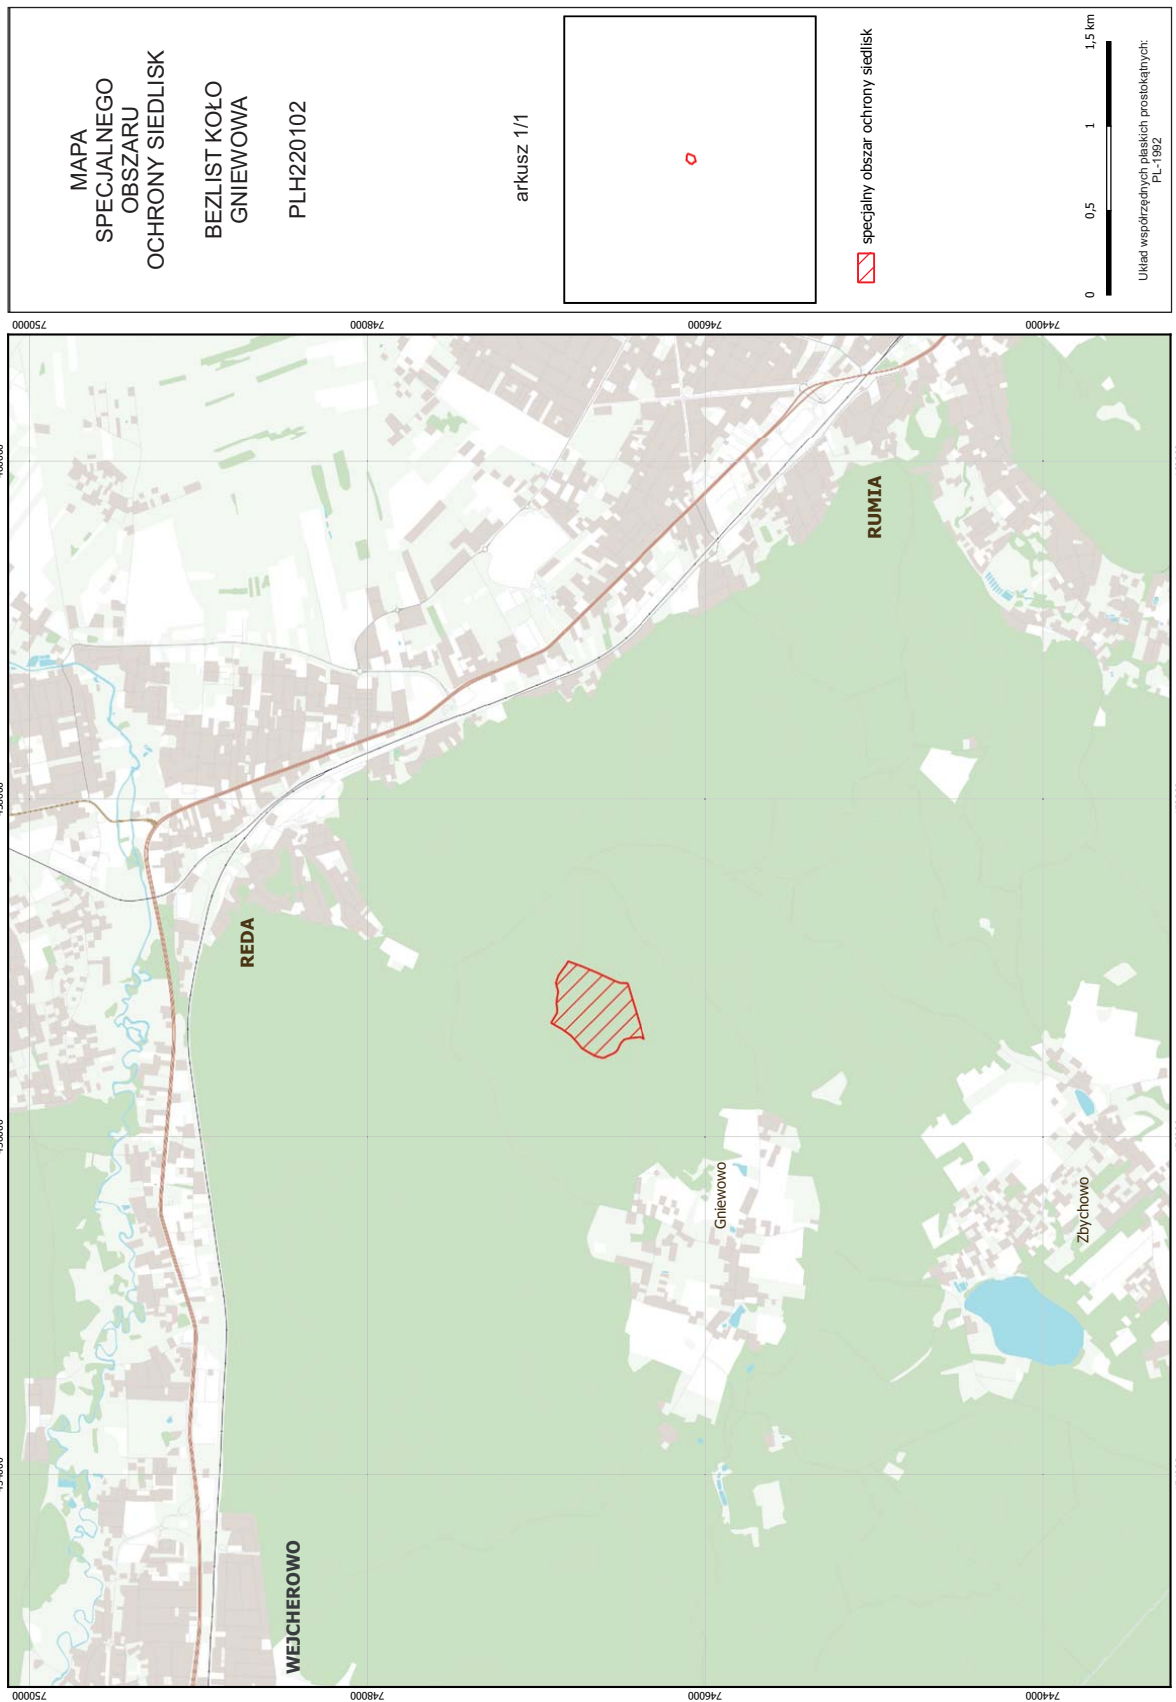 MAPA
SPECJALNEGO
OBSZARU
OCHRONY SIEDLISK
BEZLIST KOŁO
GNIEWOWA
PLH220102
arkusz 1/1
specjalny obszar ochrony siedlisk
0 0,5 1 1,5 km
Układ współrzędnych płaskich prostokątnych:
PL-1992
750000
748000
746000
744000
REDA
RUMIA
WEJCHEROWO
Gniewowo
Zbychowo
750000
748000
746000
744000